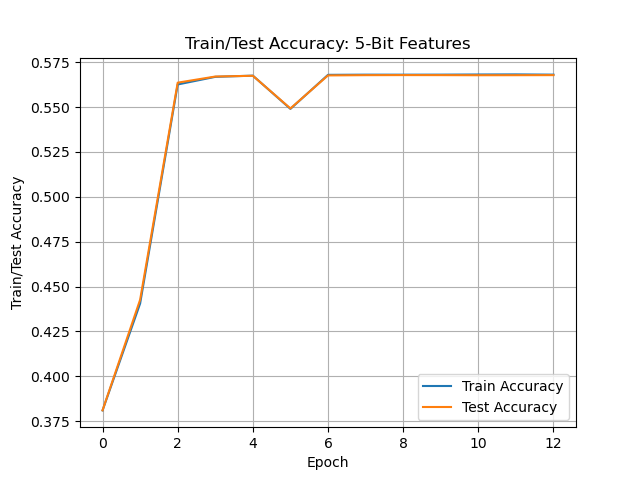 Train/Test Accuracy: 5-Bit Features
0.575
0.550
0.525
0.500
0.475
0.450
0.425
0.400
0.375
Train/Test Accuracy
Train Accuracy
Test Accuracy
0 2 4 6 8 10 12
Epoch